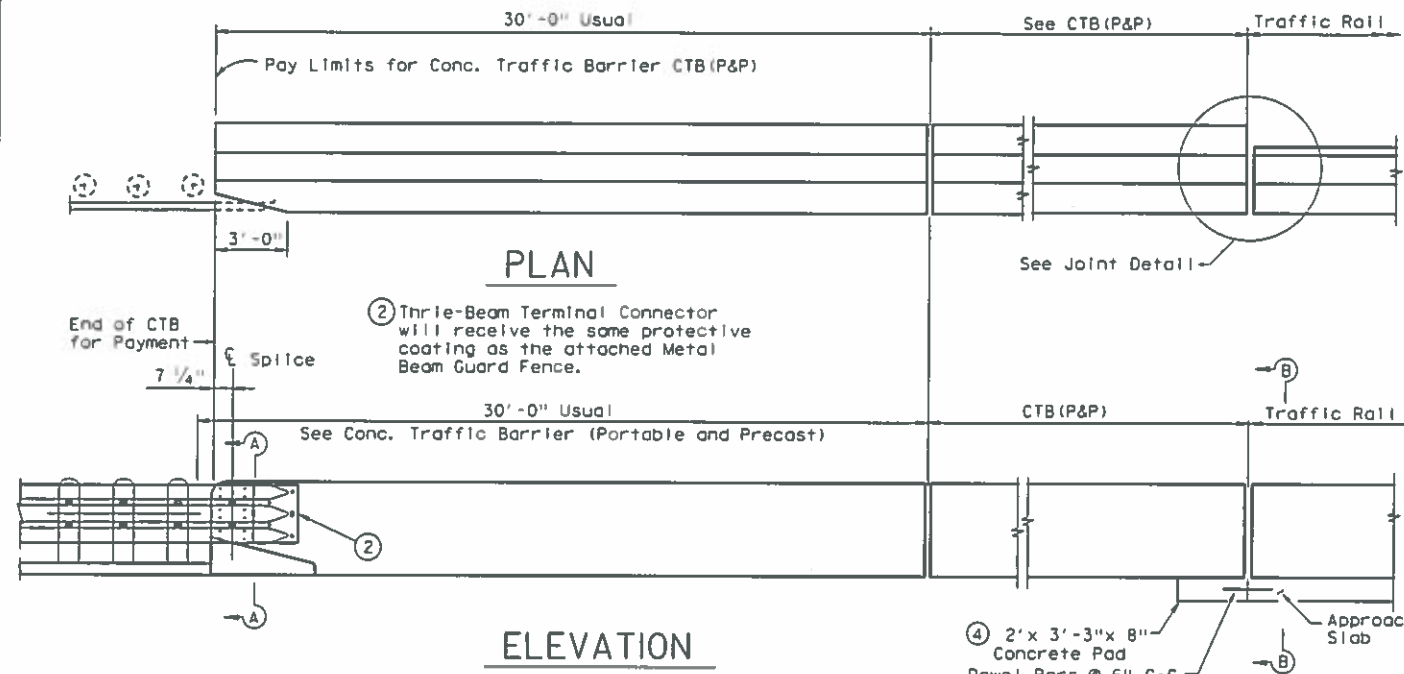 30'-0" Usual
See CTB(P&P)
Traffic Rail
Pay Limits for Conc. Traffic Barrier CTB(P&P)
3'-0"
PLAN
See Joint Detail
End of CTB
for Payment
℄ Splice
7 1/4"
② Thrie-Beam Terminal Connector
will receive the same protective
coating as the attached Metal
Beam Guard Fence.
B
30'-0" Usual
CTB(P&P)
Traffic Rail
See Conc. Traffic Barrier (Portable and Precast)
A
②
A
ELEVATION
④ 2'x 3'-3"x 8"
Concrete Pad
Approac
Slab
B